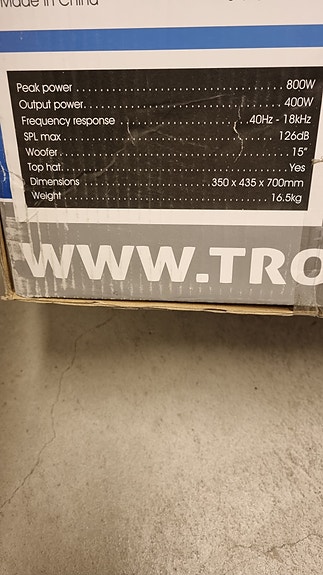 Made in China
Peak power 800W
Output power 400W
Frequency response 40Hz - 18kHz
SPL max 126dB
Woofer 15"
Top hat Yes
Dimensions 350 x 435 x 700mm
Weight 16.5kg
WWW.TRO